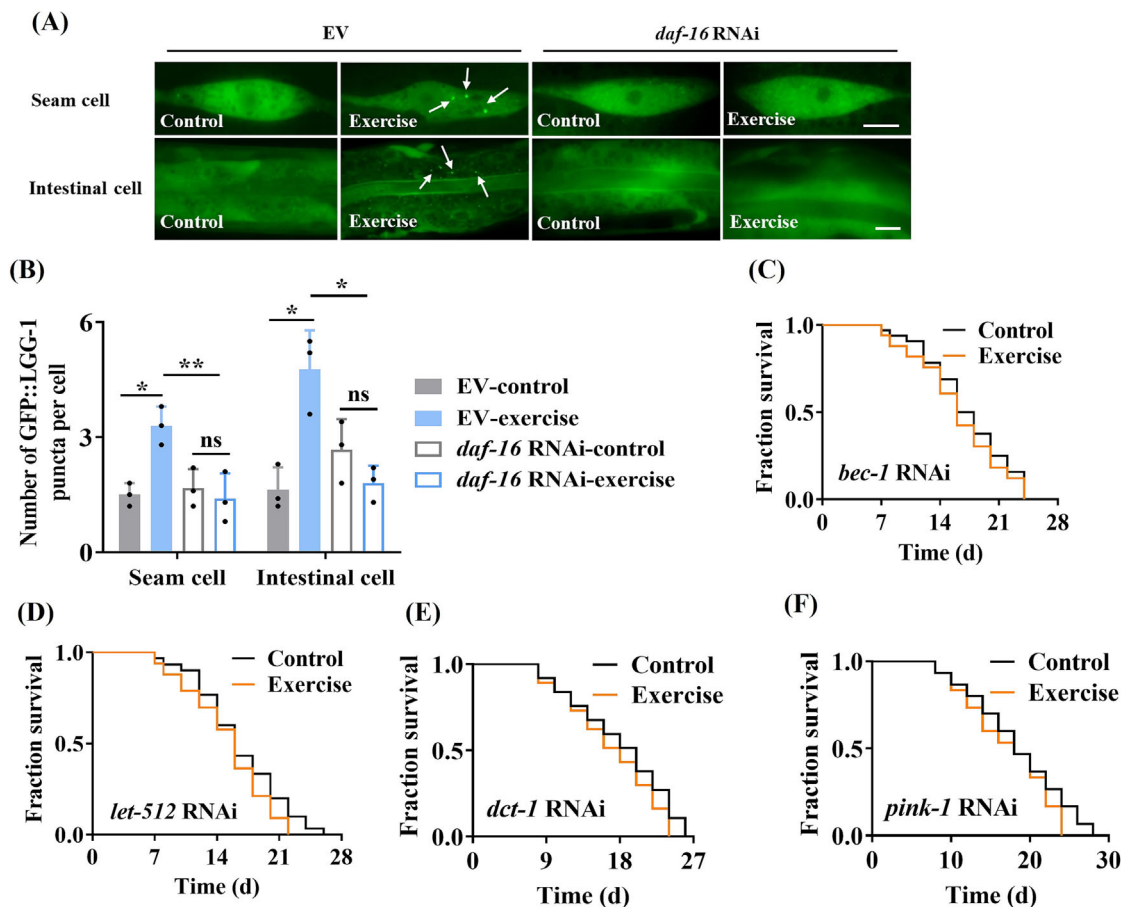 (A)
EV
daf-16 RNAi
Seam cell
Control
Exercise
Control
Exercise
Intestinal cell
Control
Exercise
Control
Exercise
(B)
Number of GFP::LGG-1
puncta per cell
6
3
0
*
**
ns
*
*
ns
Seam cell
Intestinal cell
EV-control
EV-exercise
daf-16 RNAi-control
daf-16 RNAi-exercise
(C)
Fraction survival
1.0
0.5
0.0
Control
Exercise
bec-1 RNAi
0 7 14 21 28
Time (d)
(D)
Fraction survival
1.0
0.5
0.0
Control
Exercise
let-512 RNAi
0 7 14 21 28
Time (d)
(E)
Fraction survival
1.0
0.5
0.0
Control
Exercise
dct-1 RNAi
0 9 18 27
Time (d)
(F)
Fraction survival
1.0
0.5
0.0
Control
Exercise
pink-1 RNAi
0 10 20 30
Time (d)